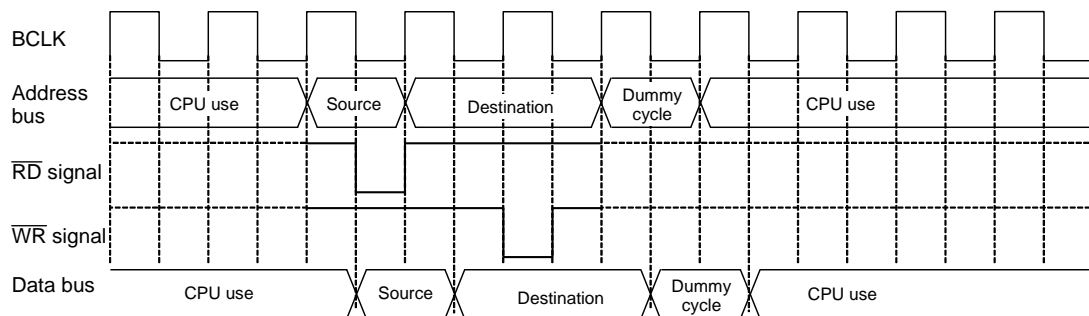 BCLK
Address bus
CPU use
Source
Destination
Dummy cycle
CPU use
RD signal
WR signal
Data bus
CPU use
Source
Destination
Dummy cycle
CPU use